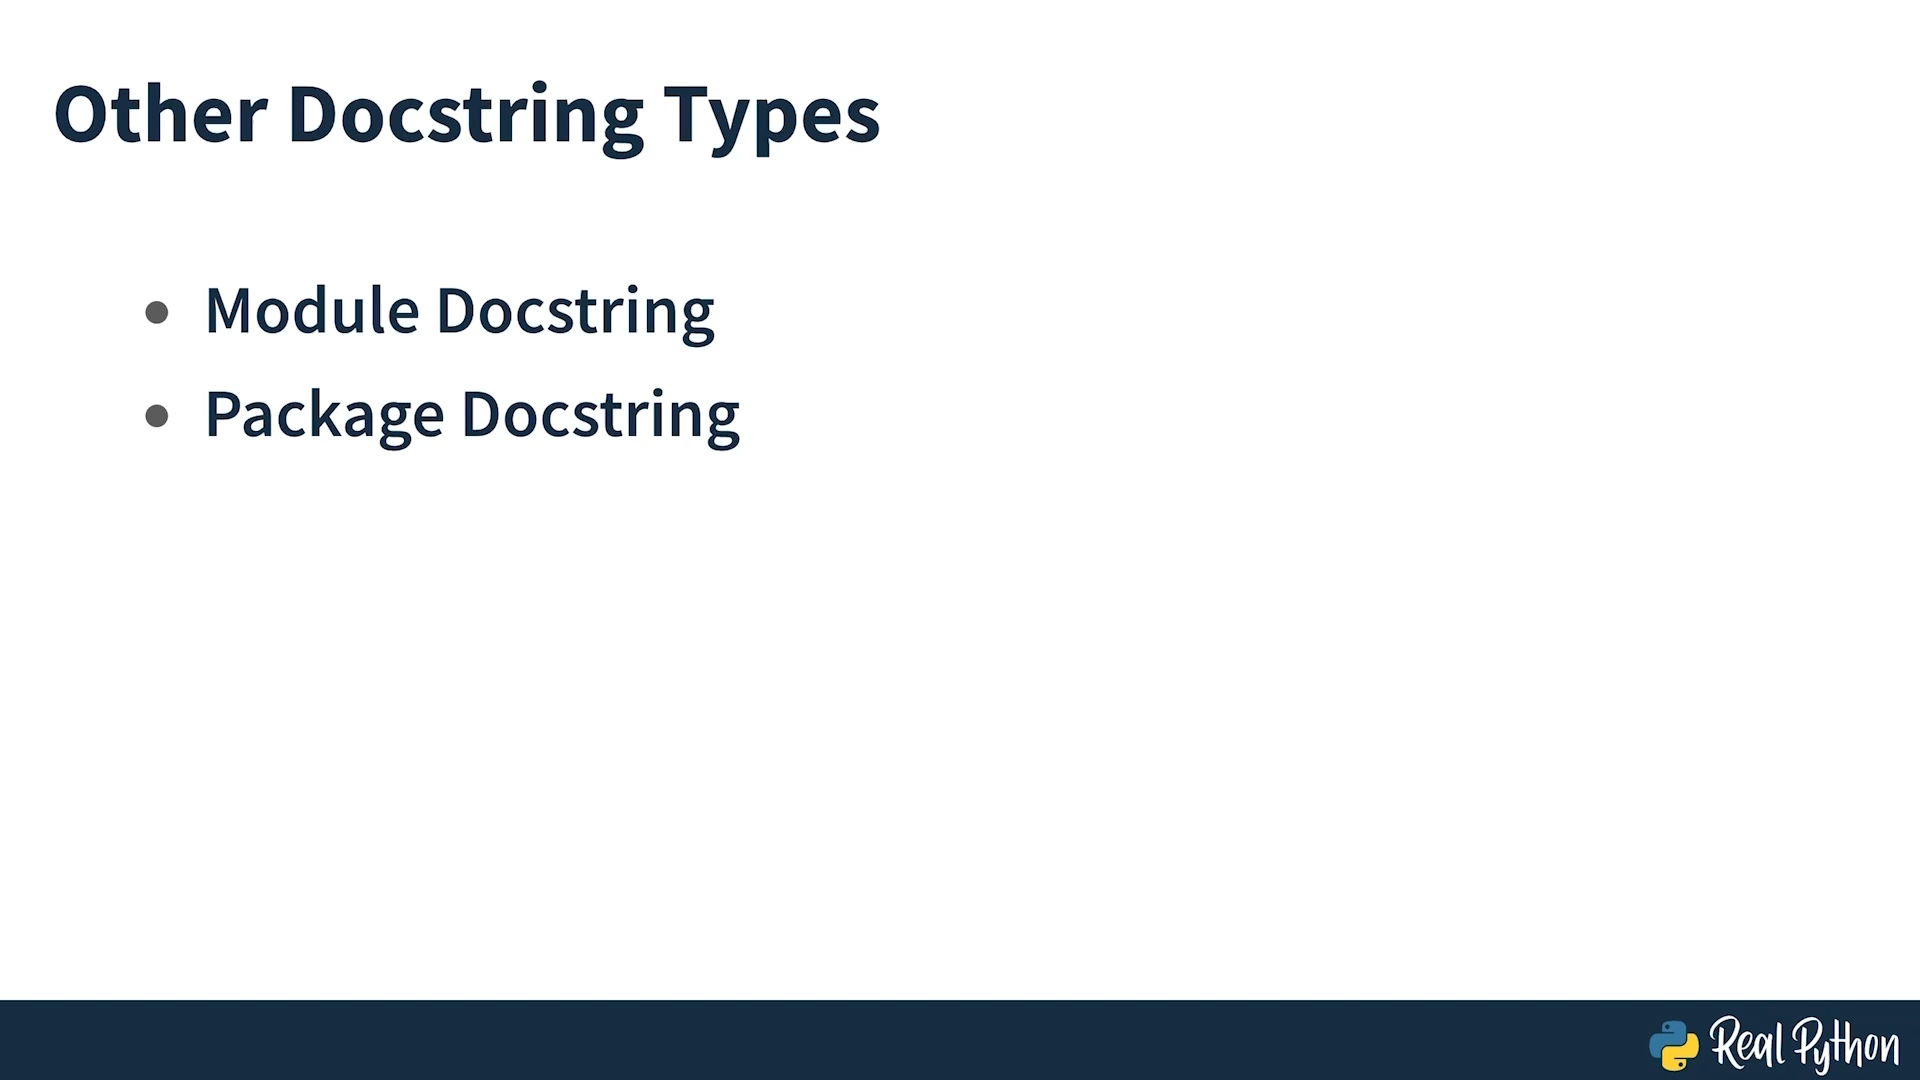 Other Docstring Types
• Module Docstring
• Package Docstring
Real Python